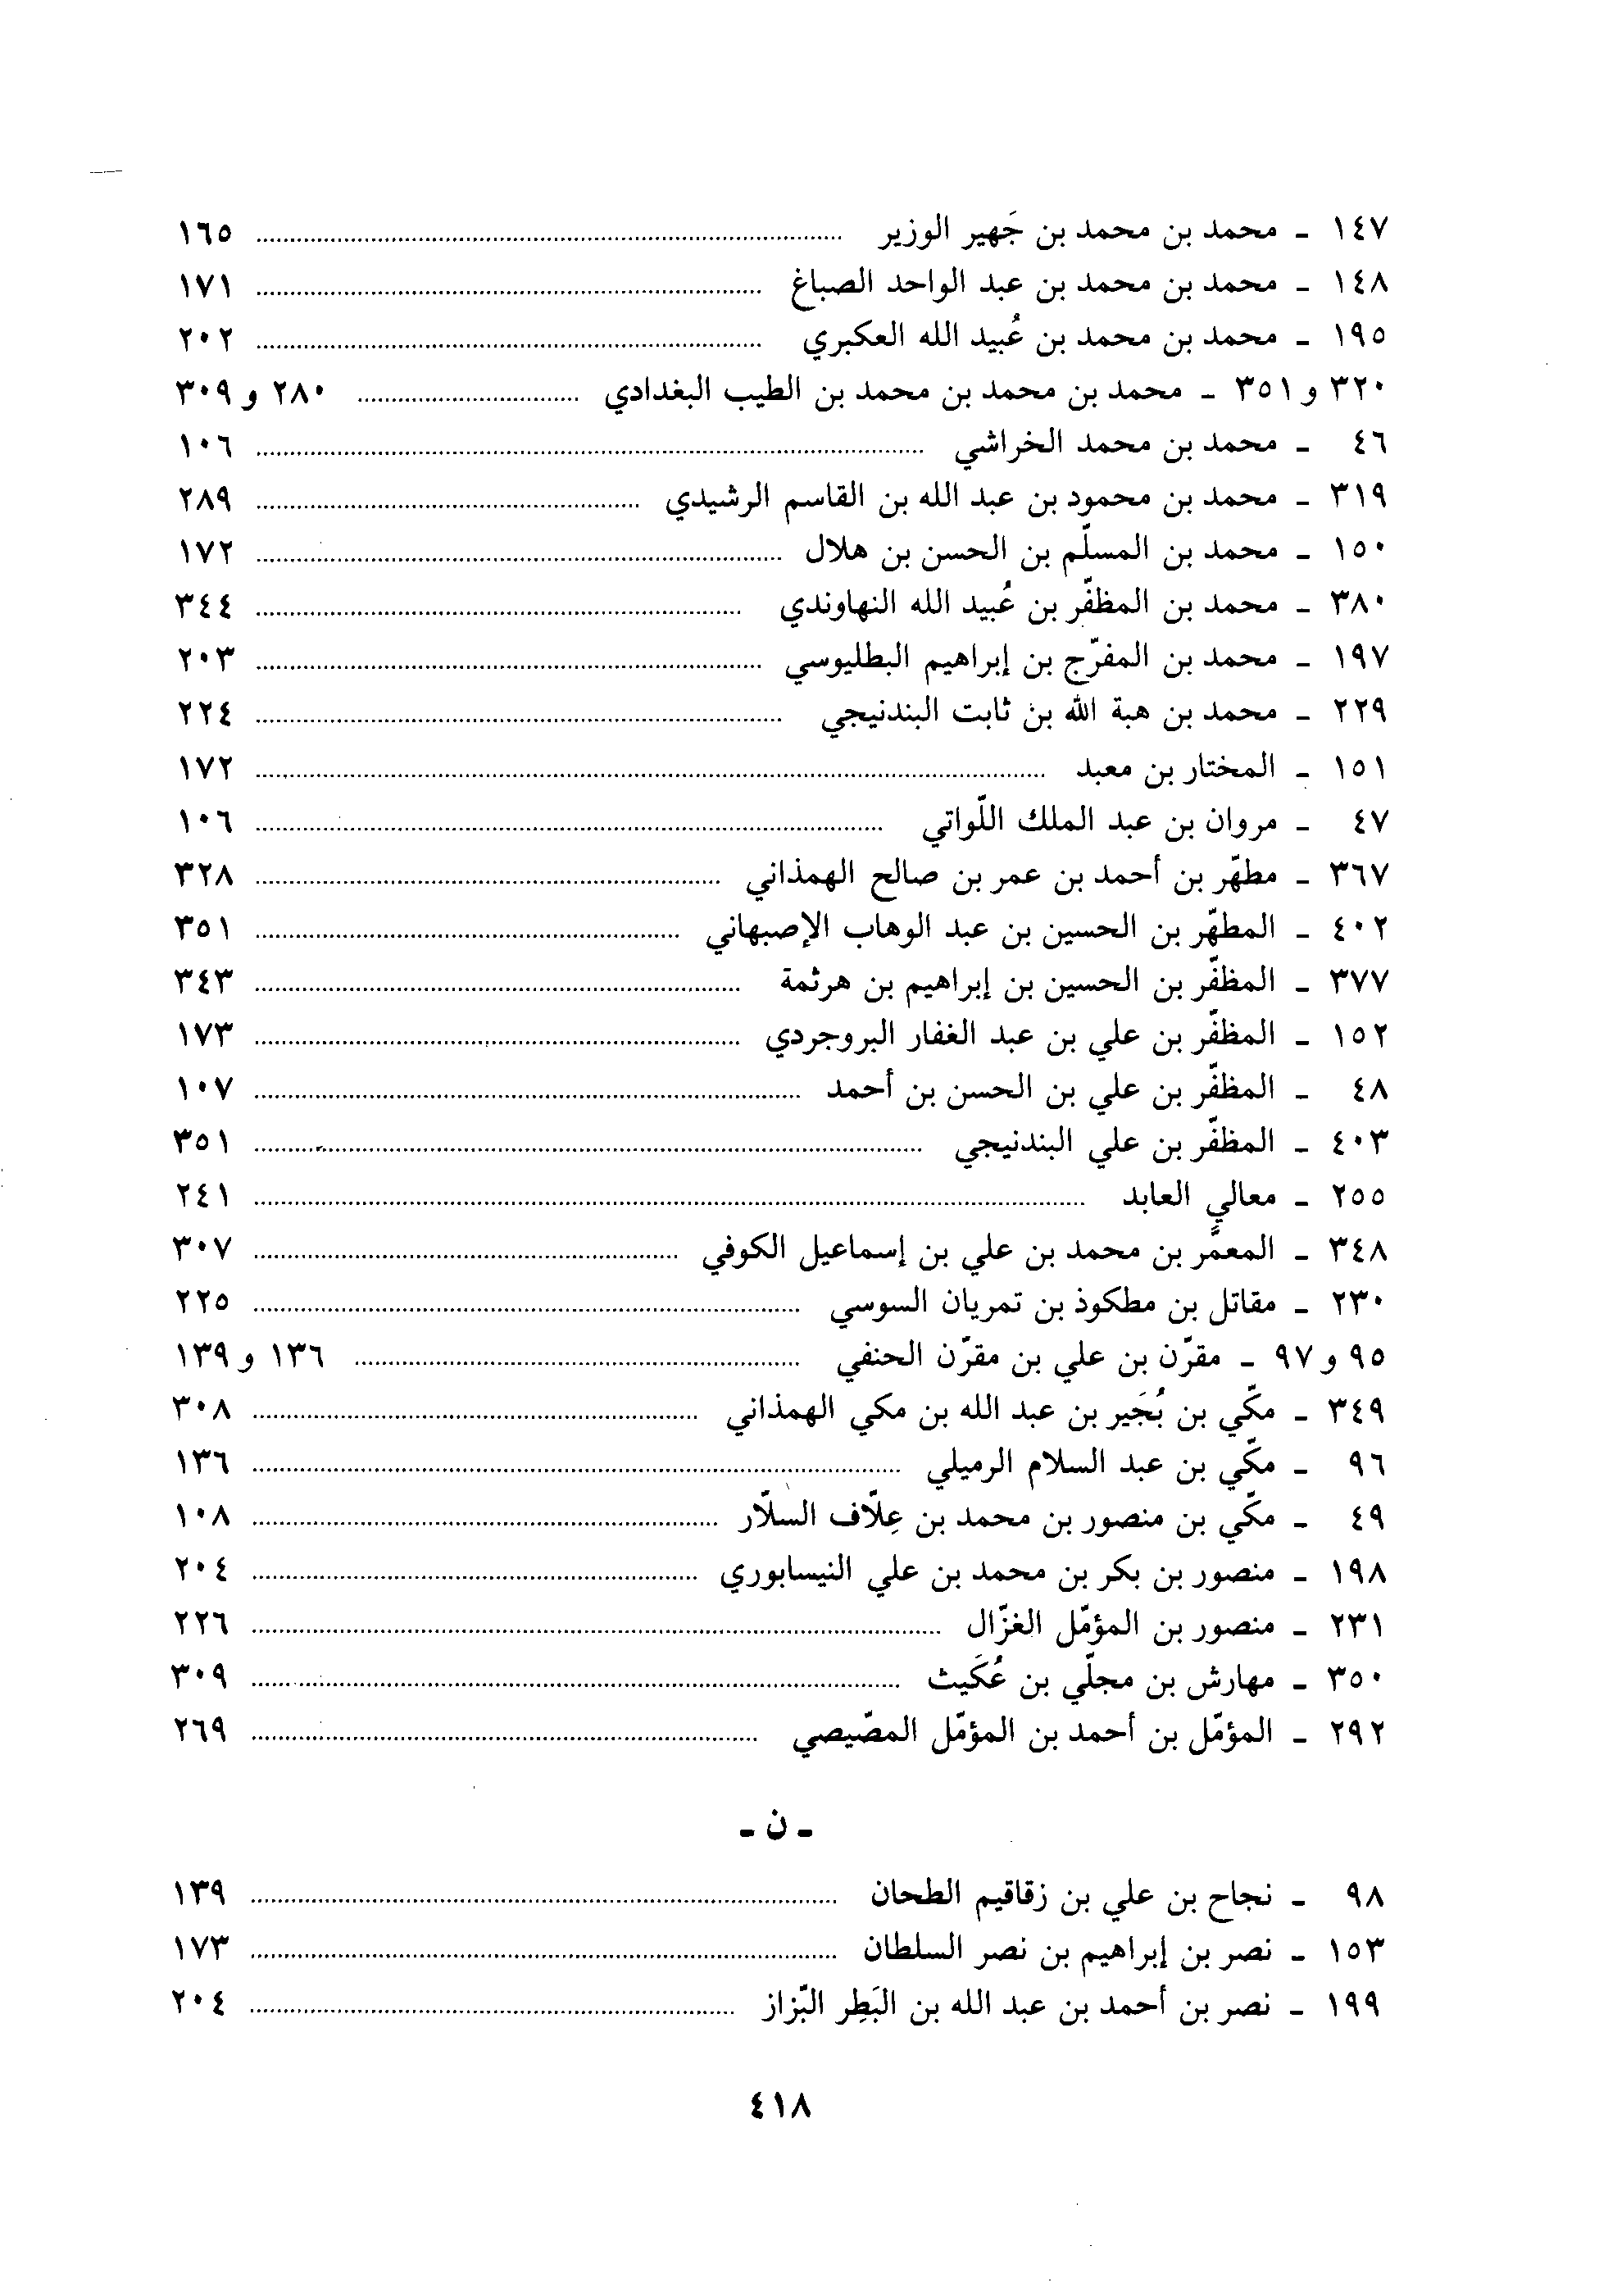 ١٤٧ - محمد بن محمد بن جَهير الوزير ........ ١٦٥
١٤٨ - محمد بن محمد بن عبد الواحد الصباغ ........ ١٧١
١٩٥ - محمد بن محمد بن عُبيد الله العكبري ........ ٢٠٢
٣٢٠ و ٣٥١ - محمد بن محمد بن محمد بن الطيب البغدادي ........ ٢٨٠ و ٣٠٩
٤٦ - محمد بن محمد الخراشي ........ ١٠٦
٣١٩ - محمد بن محمود بن عبد الله بن القاسم الرشيدي ........ ٢٨٩
١٥٠ - محمد بن المسلّم بن الحسن بن هلال ........ ١٧٢
٣٨٠ - محمد بن المظفّر بن عُبيد الله النهاوندي ........ ٣٤٤
١٩٧ - محمد بن المفرّج بن إبراهيم البطليوسي ........ ٢٠٣
٢٢٩ - محمد بن هبة الله بن ثابت البندنيجي ........ ٢٢٤
١٥١ - المختار بن معبد ........ ١٧٢
٤٧ - مروان بن عبد الملك اللّواتي ........ ١٠٦
٣٦٧ - مطهّر بن أحمد بن عمر بن صالح الهمذاني ........ ٣٢٨
٤٠٢ - المطهّر بن الحسين بن عبد الوهاب الإصبهاني ........ ٣٥١
٣٧٧ - المظفّر بن الحسين بن إبراهيم بن هرثمة ........ ٣٤٣
١٥٢ - المظفّر بن علي بن عبد الغفار البروجردي ........ ١٧٣
٤٨ - المظفّر بن علي بن الحسن بن أحمد ........ ١٠٧
٤٠٣ - المظفّر بن علي البندنيجي ........ ٣٥١
٢٥٥ - معالي العابد ........ ٢٤١
٣٤٨ - المعمَّر بن محمد بن علي بن إسماعيل الكوفي ........ ٣٠٧
٢٣٠ - مقاتل بن مطكوذ بن تمريان السوسي ........ ٢٢٥
٩٥ و ٩٧ - مقرّن بن علي بن مقرّن الحنفي ........ ١٣٦ و ١٣٩
٣٤٩ - مكّي بن بُجَير بن عبد الله بن مكي الهمذاني ........ ٣٠٨
٩٦ - مكّي بن عبد السلام الرميلي ........ ١٣٦
٤٩ - مكّي بن منصور بن محمد بن عِلّاف السلّار ........ ١٠٨
١٩٨ - منصور بن بكر بن محمد بن علي النيسابوري ........ ٢٠٤
٢٣١ - منصور بن المؤمّل الغزّال ........ ٢٢٦
٣٥٠ - مهارش بن مجلّي بن عُكَيث ........ ٣٠٩
٢٩٢ - المؤمّل بن أحمد بن المؤمّل المصّيصي ........ ٢٦٩
- ن -
٩٨ - نجاح بن علي بن زقاقيم الطحان ........ ١٣٩
١٥٣ - نصر بن إبراهيم بن نصر السلطان ........ ١٧٣
١٩٩ - نصر بن أحمد بن عبد الله بن البَطِر البّزاز ........ ٢٠٤
٤١٨